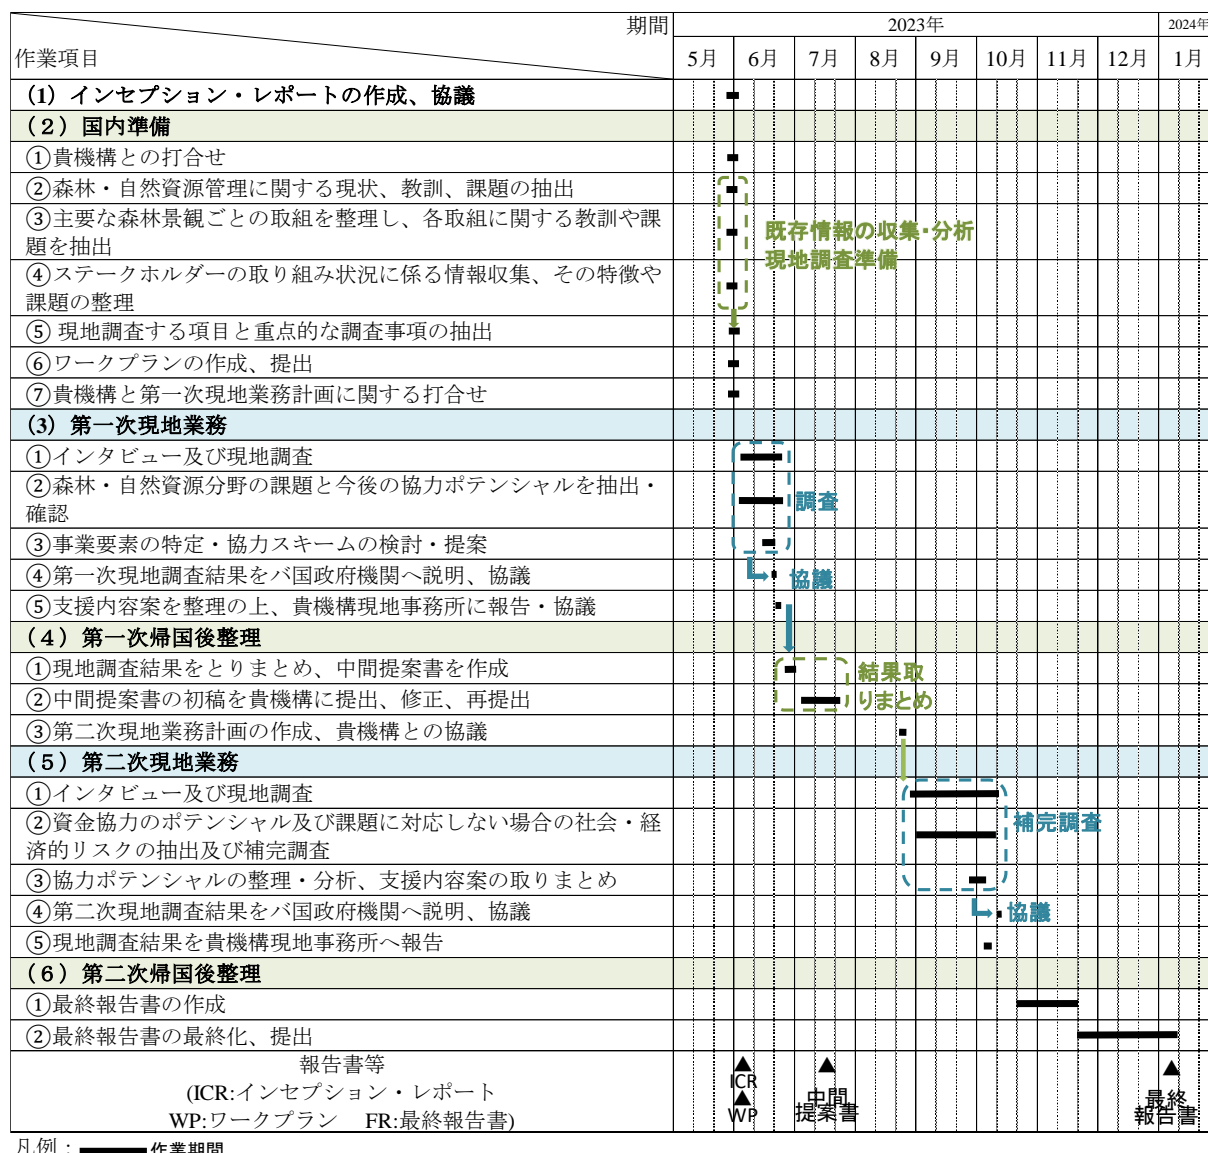 期間
2023年
2024年
作業項目
5月 6月 7月 8月 9月 10月 11月 12月 1月
(1) インセプション・レポートの作成、協議
(２) 国内準備
①貴機構との打合せ
②森林・自然資源管理に関する現状、教訓、課題の抽出
③主要な森林景観ごとの取組を整理し、各取組に関する教訓や課
題を抽出
既存情報の収集・分析
現地調査準備
④ステークホルダーの取り組み状況に係る情報収集、その特徴や
課題の整理
⑤ 現地調査する項目と重点的な調査事項の抽出
⑥ワークプランの作成、提出
⑦貴機構と第一次現地業務計画に関する打合せ
(3) 第一次現地業務
①インタビュー及び現地調査
②森林・自然資源分野の課題と今後の協力ポテンシャルを抽出・
確認
調査
③事業要素の特定・協力スキームの検討・提案
④第一次現地調査結果をバ国政府機関へ説明、協議
協議
⑤支援内容案を整理の上、貴機構現地事務所に報告・協議
(４) 第一次帰国後整理
①現地調査結果をとりまとめ、中間提案書を作成
②中間提案書の初稿を貴機構に提出、修正、再提出
結果取
りまとめ
③第二次現地業務計画の作成、貴機構との協議
(５) 第二次現地業務
①インタビュー及び現地調査
②資金協力のポテンシャル及び課題に対応しない場合の社会・経
済的リスクの抽出及び補完調査
補完調査
③協力ポテンシャルの整理・分析、支援内容案の取りまとめ
④第二次現地調査結果をバ国政府機関へ説明、協議
協議
⑤現地調査結果を貴機構現地事務所へ報告
(６) 第二次帰国後整理
①最終報告書の作成
②最終報告書の最終化、提出
報告書等
(ICR:インセプション・レポート
WP:ワークプラン FR:最終報告書)
▲
ICR
▲
WP
▲
中間
提案書
▲
最終
報告書
凡例： 作業期間